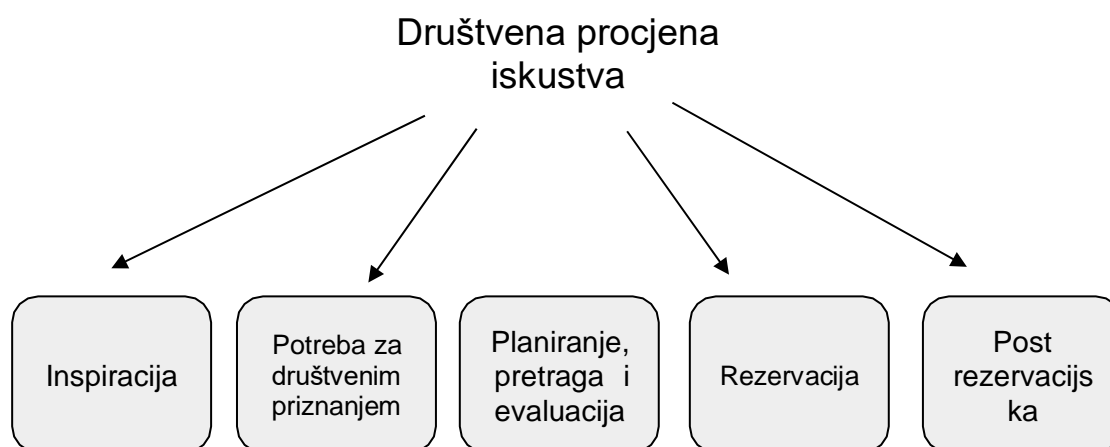 Društvena procjena
iskustva
Inspiracija
Potreba za
društvenim
priznanjem
Planiranje,
pretraga i
evaluacija
Rezervacija
Post
rezervacijs
ka